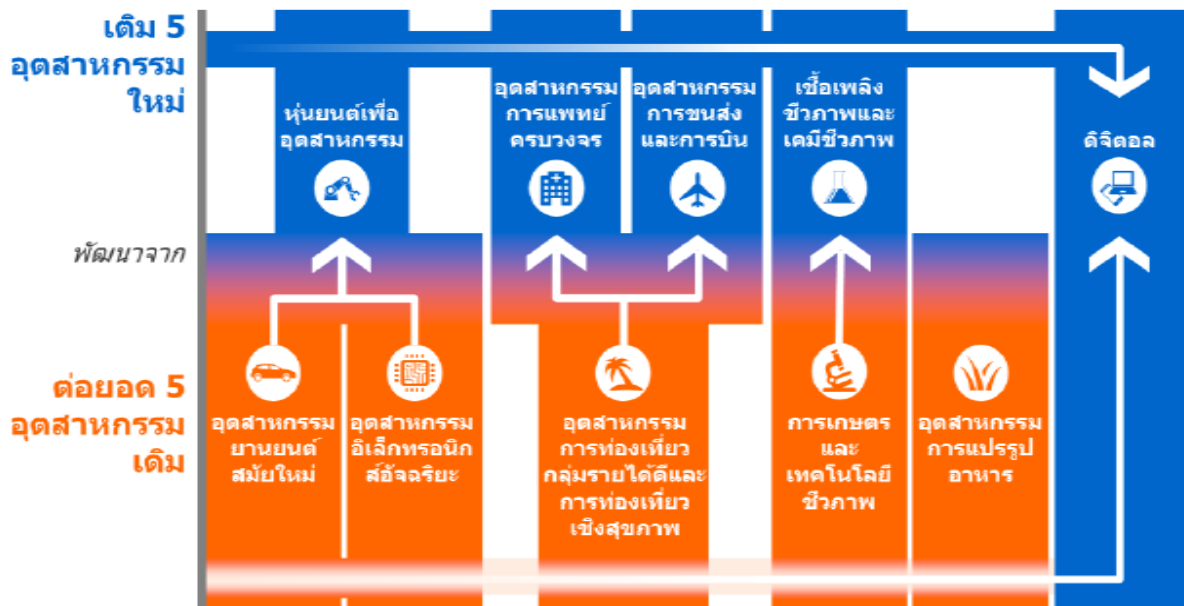 เติม 5
อุตสาหกรรม
ใหม่
หุ่นยนต์เพื่อ
อุตสาหกรรม
อุตสาหกรรม
การแพทย์
ครบวงจร
อุตสาหกรรม
การขนส่ง
และการบิน
เชื้อเพลิง
ชีวภาพและ
เคมีชีวภาพ
ดิจิตอล
พัฒนาจาก
ต่อยอด 5
อุตสาหกรรม
เดิม
อุตสาหกรรม
ยานยนต์
สมัยใหม่
อุตสาหกรรม
อิเล็กทรอนิก
ส์อัจฉริยะ
อุตสาหกรรม
การท่องเที่ยว
กลุ่มรายได้ดีและ
การท่องเที่ยว
เชิงสุขภาพ
การเกษตร
และ
เทคโนโลยี
ชีวภาพ
อุตสาหกรรม
การแปรรูป
อาหาร